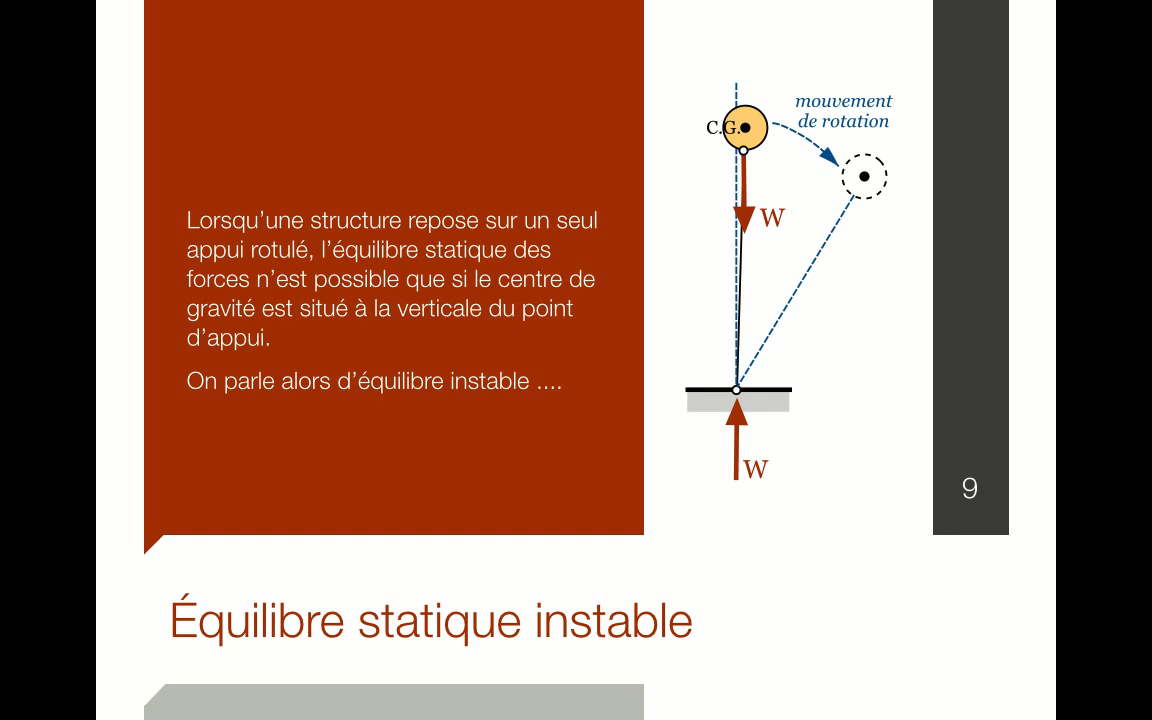 Lorsqu’une structure repose sur un seul
appui rotulé, l’équilibre statique des
forces n’est possible que si le centre de
gravité est situé à la verticale du point
d’appui.
On parle alors d’équilibre instable ....
mouvement
de rotation
C.G.
W
W
9
Équilibre statique instable